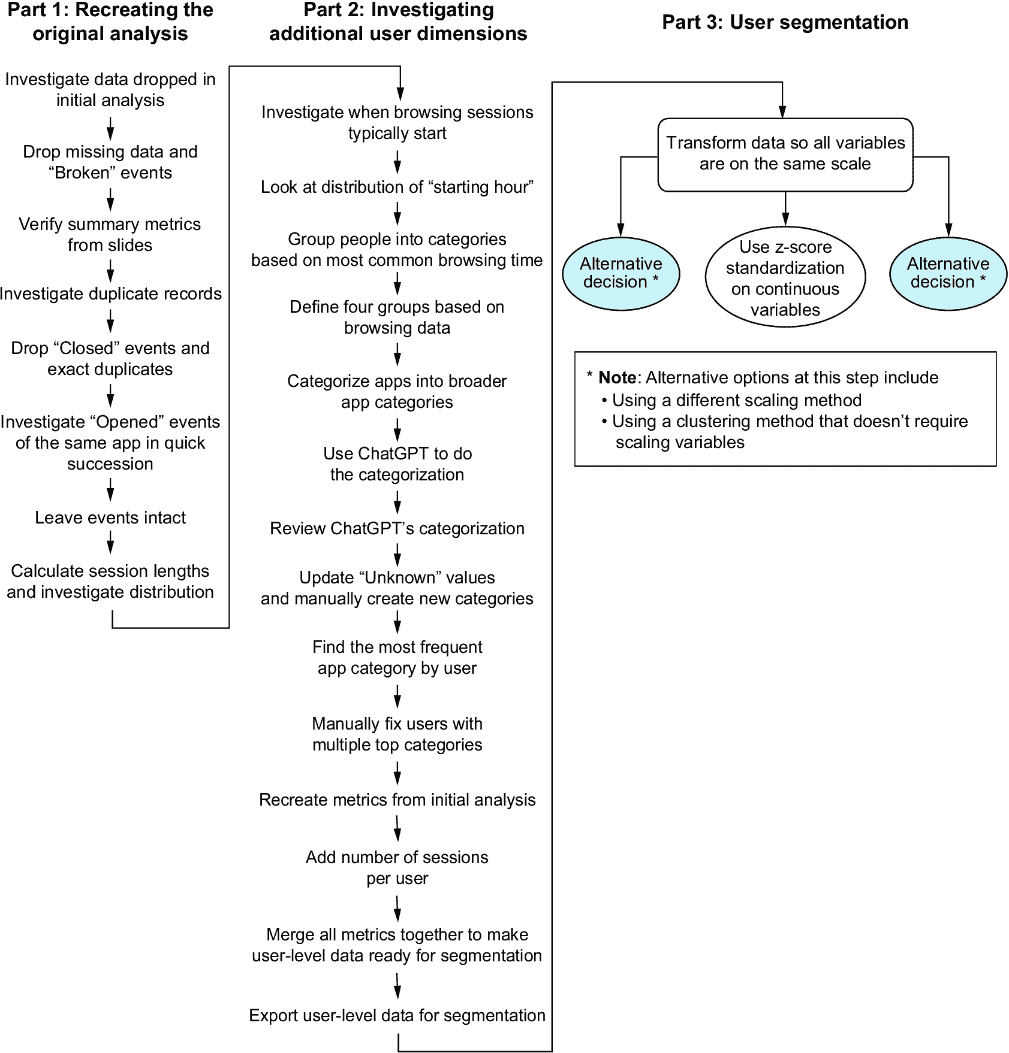 Part 1: Recreating the
original analysis
Investigate data dropped in
initial analysis
Drop missing data and
“Broken” events
Verify summary metrics
from slides
Investigate duplicate records
Drop “Closed” events and
exact duplicates
Investigate “Opened” events
of the same app in quick
succession
Leave events intact
Calculate session lengths
and investigate distribution
Part 2: Investigating
additional user dimensions
Investigate when browsing sessions
typically start
Look at distribution of “starting hour”
Group people into categories
based on most common browsing time
Define four groups based on
browsing data
Categorize apps into broader
app categories
Use ChatGPT to do
the categorization
Review ChatGPT’s categorization
Update “Unknown” values
and manually create new categories
Find the most frequent
app category by user
Manually fix users with
multiple top categories
Recreate metrics from initial analysis
Add number of sessions
per user
Merge all metrics together to make
user-level data ready for segmentation
Export user-level data for segmentation
Part 3: User segmentation
Transform data so all variables
are on the same scale
Alternative
decision *
Use z-score
standardization
on continuous
variables
Alternative
decision *
* Note: Alternative options at this step include
• Using a different scaling method
• Using a clustering method that doesn’t require
scaling variables